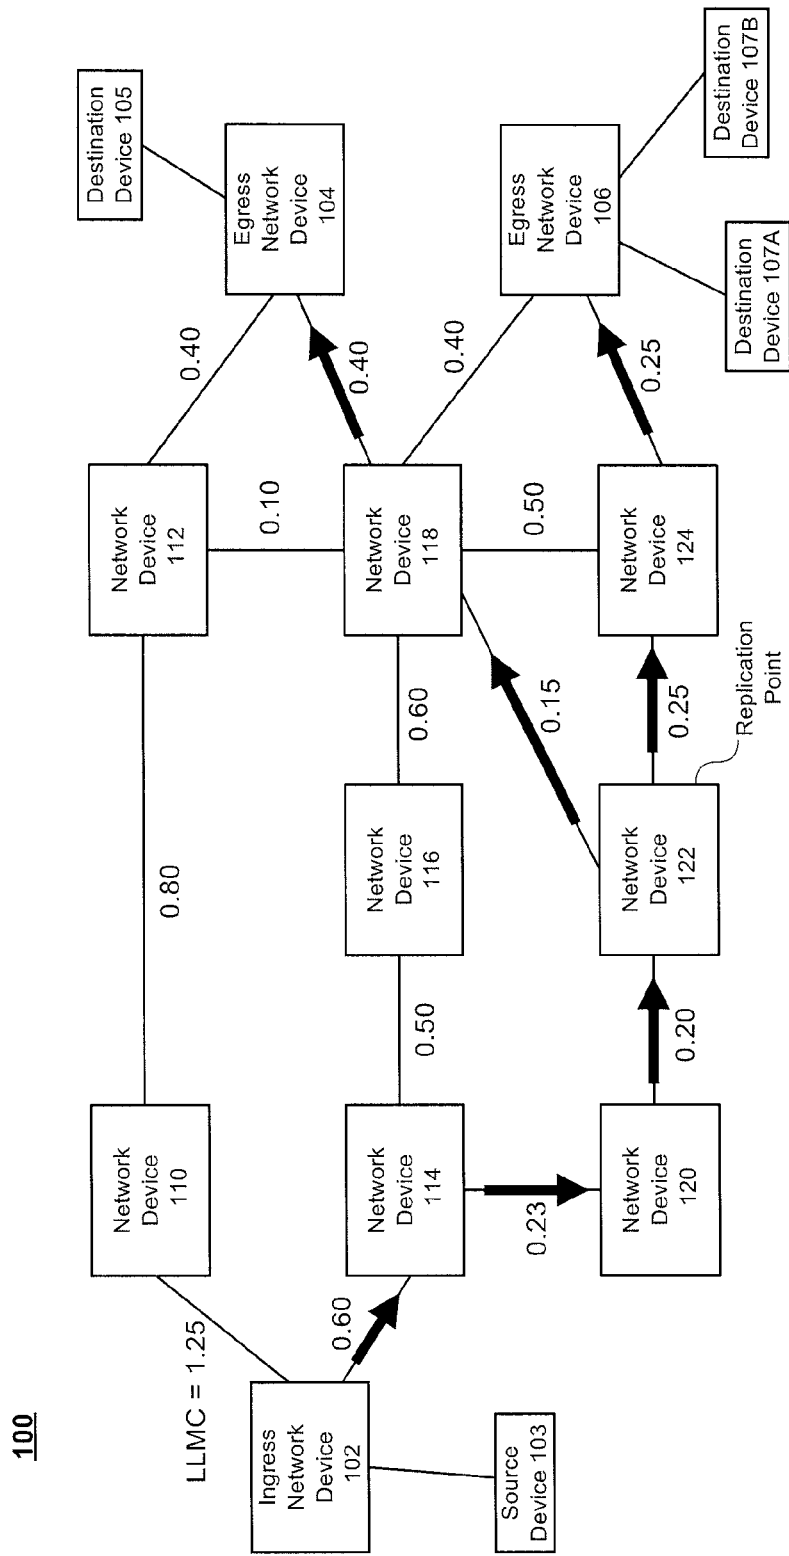 100
Destination
Device 105
Egress
Network
Device
104
0.40
Network
Device
112
0.80
Network
Device
110
LLMC = 1.25
Ingress
Network
Device
102
Source
Device 103
0.60
Network
Device
114
0.50
Network
Device
116
0.60
Network
Device
118
0.10
0.40
0.40
Egress
Network
Device
106
Destination
Device 107B
Destination
Device 107A
0.25
0.50
Network
Device
124
0.15
0.25
Replication
Point
Network
Device
122
0.20
0.23
Network
Device
120